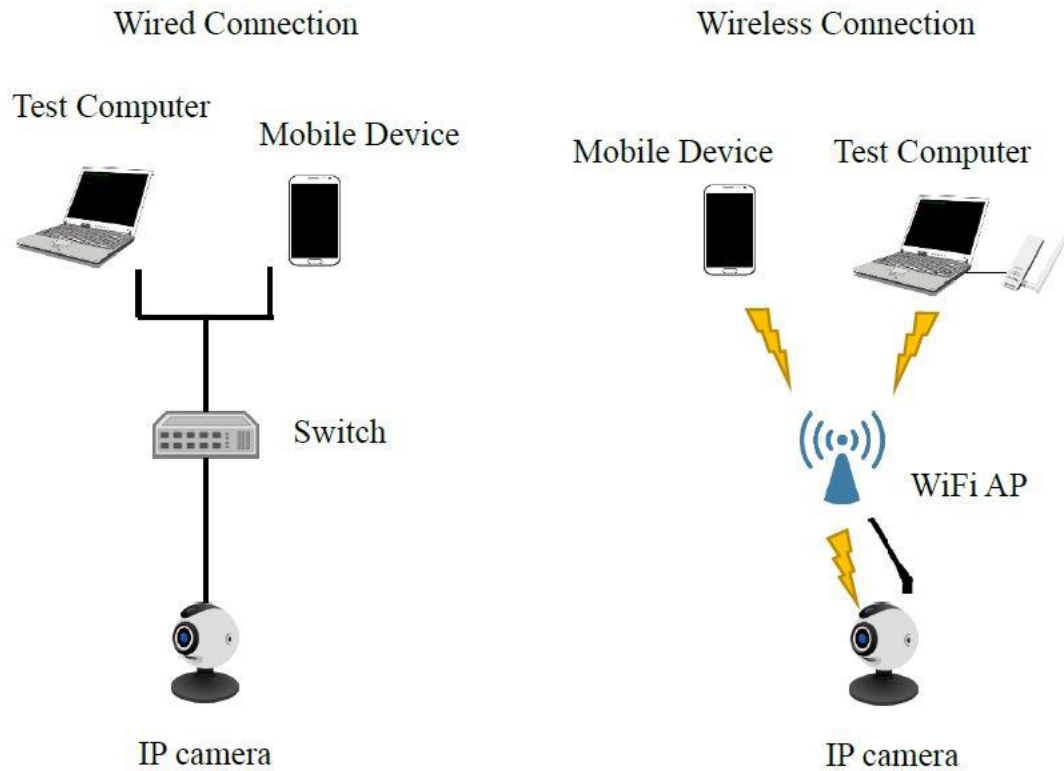 Wired Connection
Wireless Connection
Test Computer
Mobile Device
Mobile Device
Test Computer
Switch
WiFi AP
IP camera
IP camera